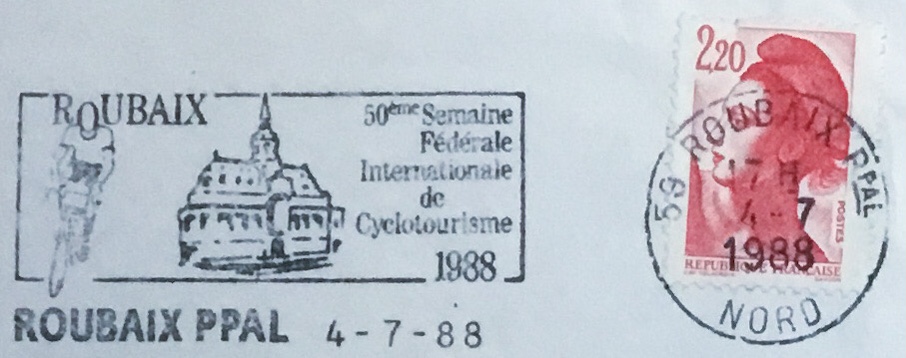 ROUBAIX
50ème Semaine
Fédérale
Internationale
de
Cyclotourisme
1988
ROUBAIX PPAL 4-7-88
2,20
59 ROUBAIX PPAL
17 H
4-7
1988
POSTES
REPUBLIQUE FRANÇAISE
NORD